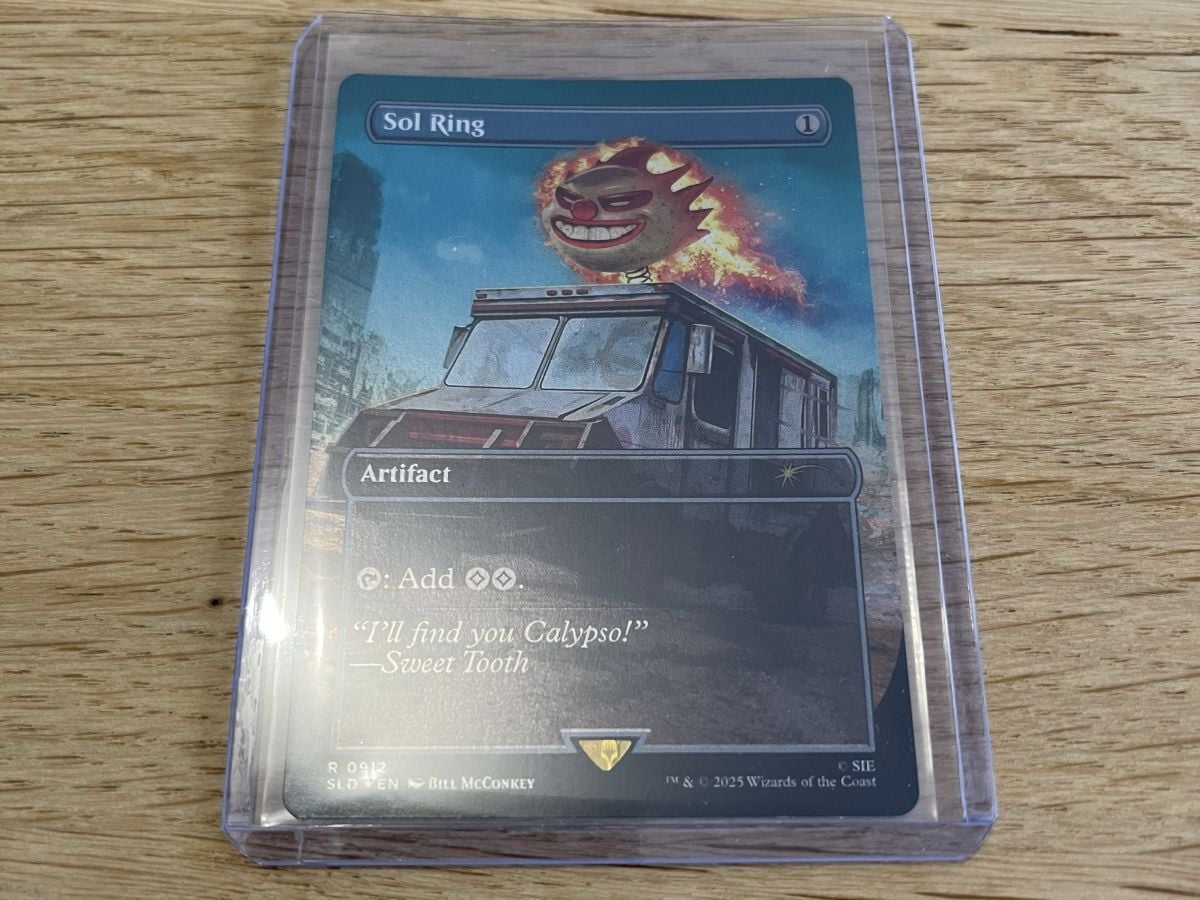 Sol Ring 1
Artifact
: Add .
“I’ll find you Calypso!”
—Sweet Tooth
R 0912
SLD ★ EN BILL MCCONKEY
© SIE
™ & © 2025 Wizards of the Coast